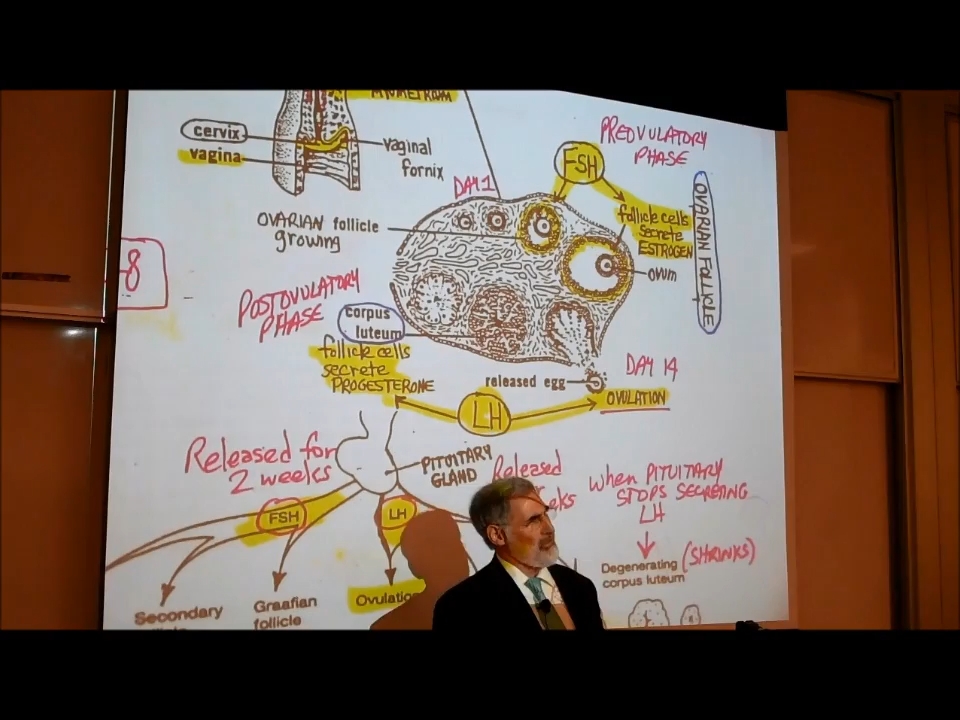 MYOMETRIUM
cervix
vagina
vaginal
fornix
PREOVULATORY
PHASE
FSH
DAY 1
OVARIAN follicle
growing
follicle cells
secrete
ESTROGEN
ovum
OVARIAN FOLLICLE
-8
POSTOVULATORY
PHASE
corpus
luteum
follicle cells
secrete
PROGESTERONE
released egg
DAY 14
OVULATION
LH
Released for
2 weeks
PITUITARY
GLAND
Released
eks
when PITUITARY
STOPS SECRETING
LH
FSH
LH
Degenerating (SHRINKS)
corpus luteum
Secondary
Graafian
follicle
Ovulation